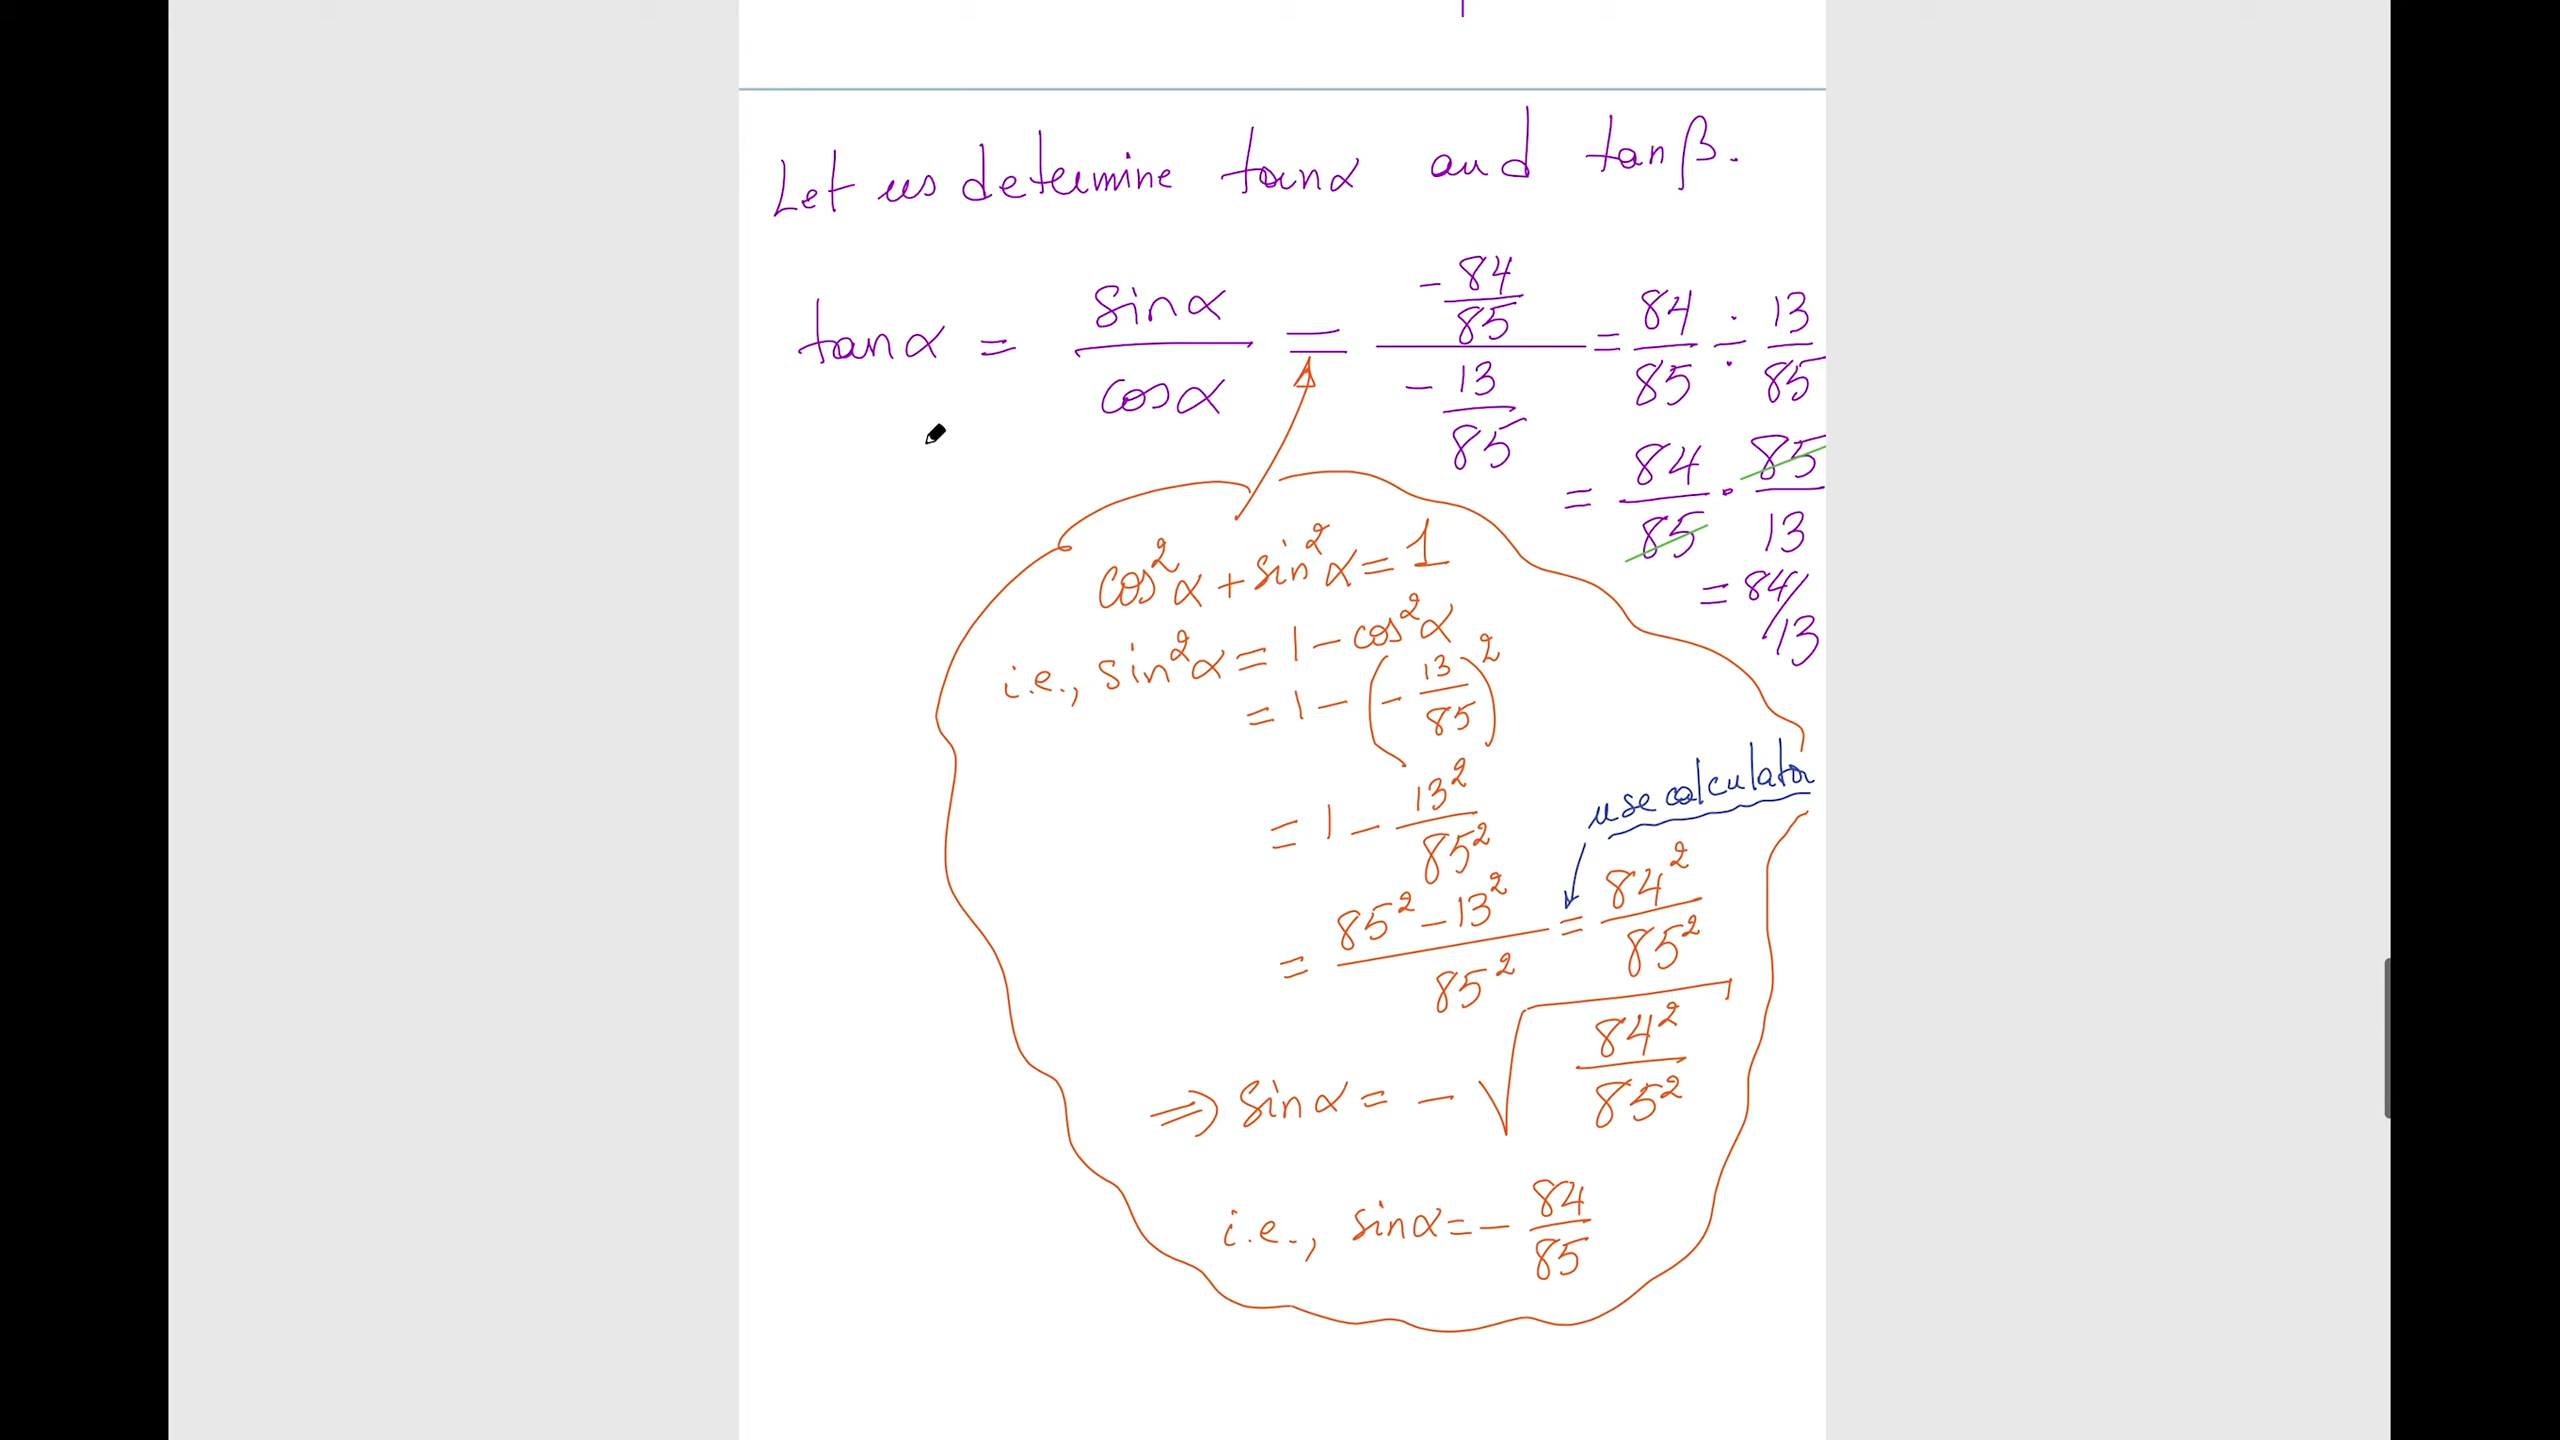 Let us determine tanα and tanβ.
tanα = sinα / cosα = (-84/85) / (-13/85) = 84/85 ÷ 13/85
= 84/85 · 85/13
= 84/13
cos²α + sin²α = 1
i.e., sin²α = 1 - cos²α
= 1 - (-13/85)²
= 1 - 13²/85²
use calculator
= (85² - 13²)/85² = 84²/85²
⇒ sinα = - √(84²/85²)
i.e., sinα = - 84/85